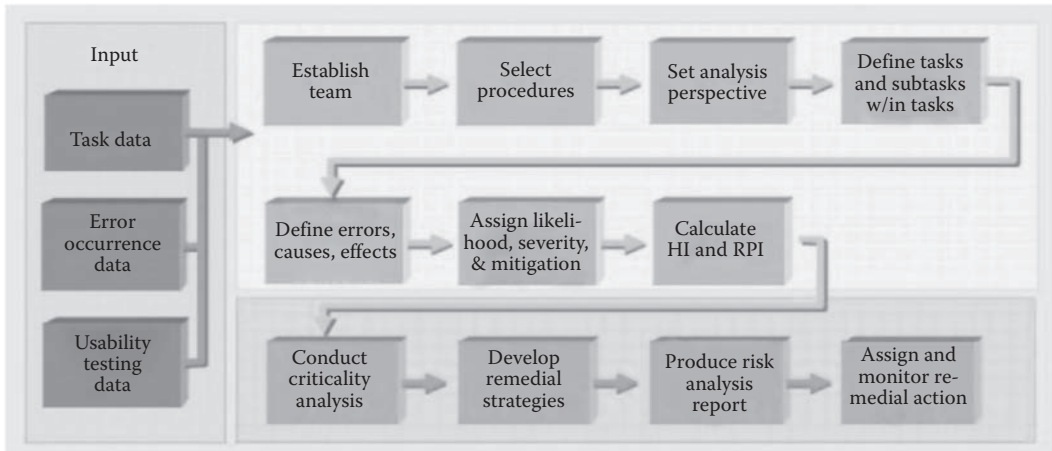 Input
Task data
Error
occurrence
data
Usability
testing
data
Establish
team
Select
procedures
Set analysis
perspective
Define tasks
and subtasks
w/in tasks
Define errors,
causes, effects
Assign likeli-
hood, severity,
& mitigation
Calculate
HI and RPI
Conduct
criticality
analysis
Develop
remedial
strategies
Produce risk
analysis
report
Assign and
monitor re-
medial action